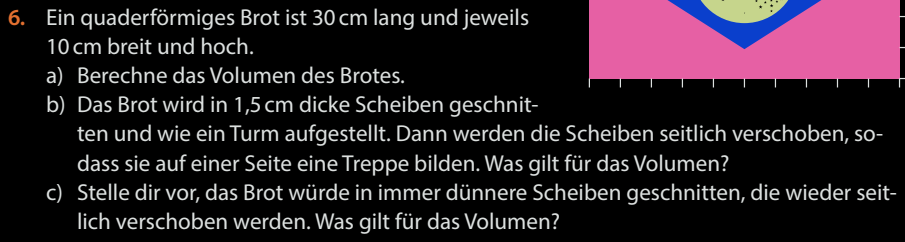 6. Ein quaderförmiges Brot ist 30 cm lang und jeweils
10 cm breit und hoch.
a) Berechne das Volumen des Brotes.
b) Das Brot wird in 1,5 cm dicke Scheiben geschnit-
ten und wie ein Turm aufgestellt. Dann werden die Scheiben seitlich verschoben, so-
dass sie auf einer Seite eine Treppe bilden. Was gilt für das Volumen?
c) Stelle dir vor, das Brot würde in immer dünnere Scheiben geschnitten, die wieder seit-
lich verschoben werden. Was gilt für das Volumen?